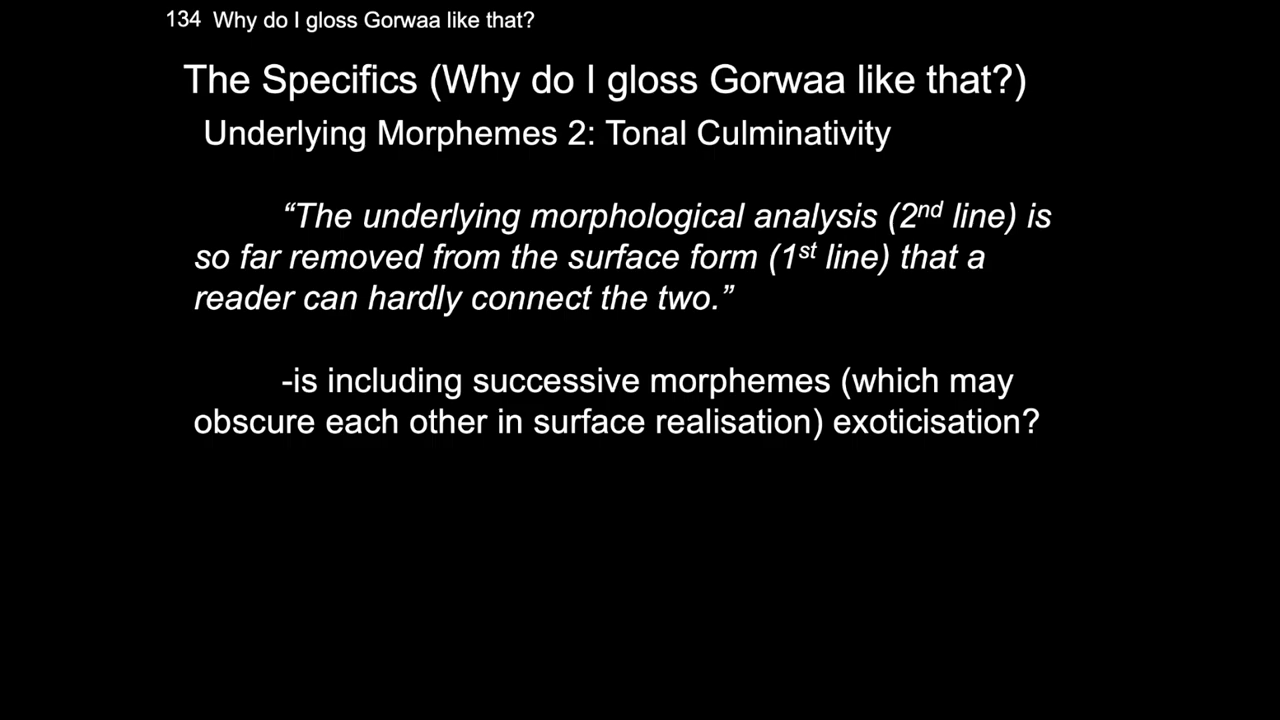 134 Why do I gloss Gorwaa like that?
The Specifics (Why do I gloss Gorwaa like that?)
Underlying Morphemes 2: Tonal Culminativity
“The underlying morphological analysis (2nd line) is
so far removed from the surface form (1st line) that a
reader can hardly connect the two.”
-is including successive morphemes (which may
obscure each other in surface realisation) exoticisation?